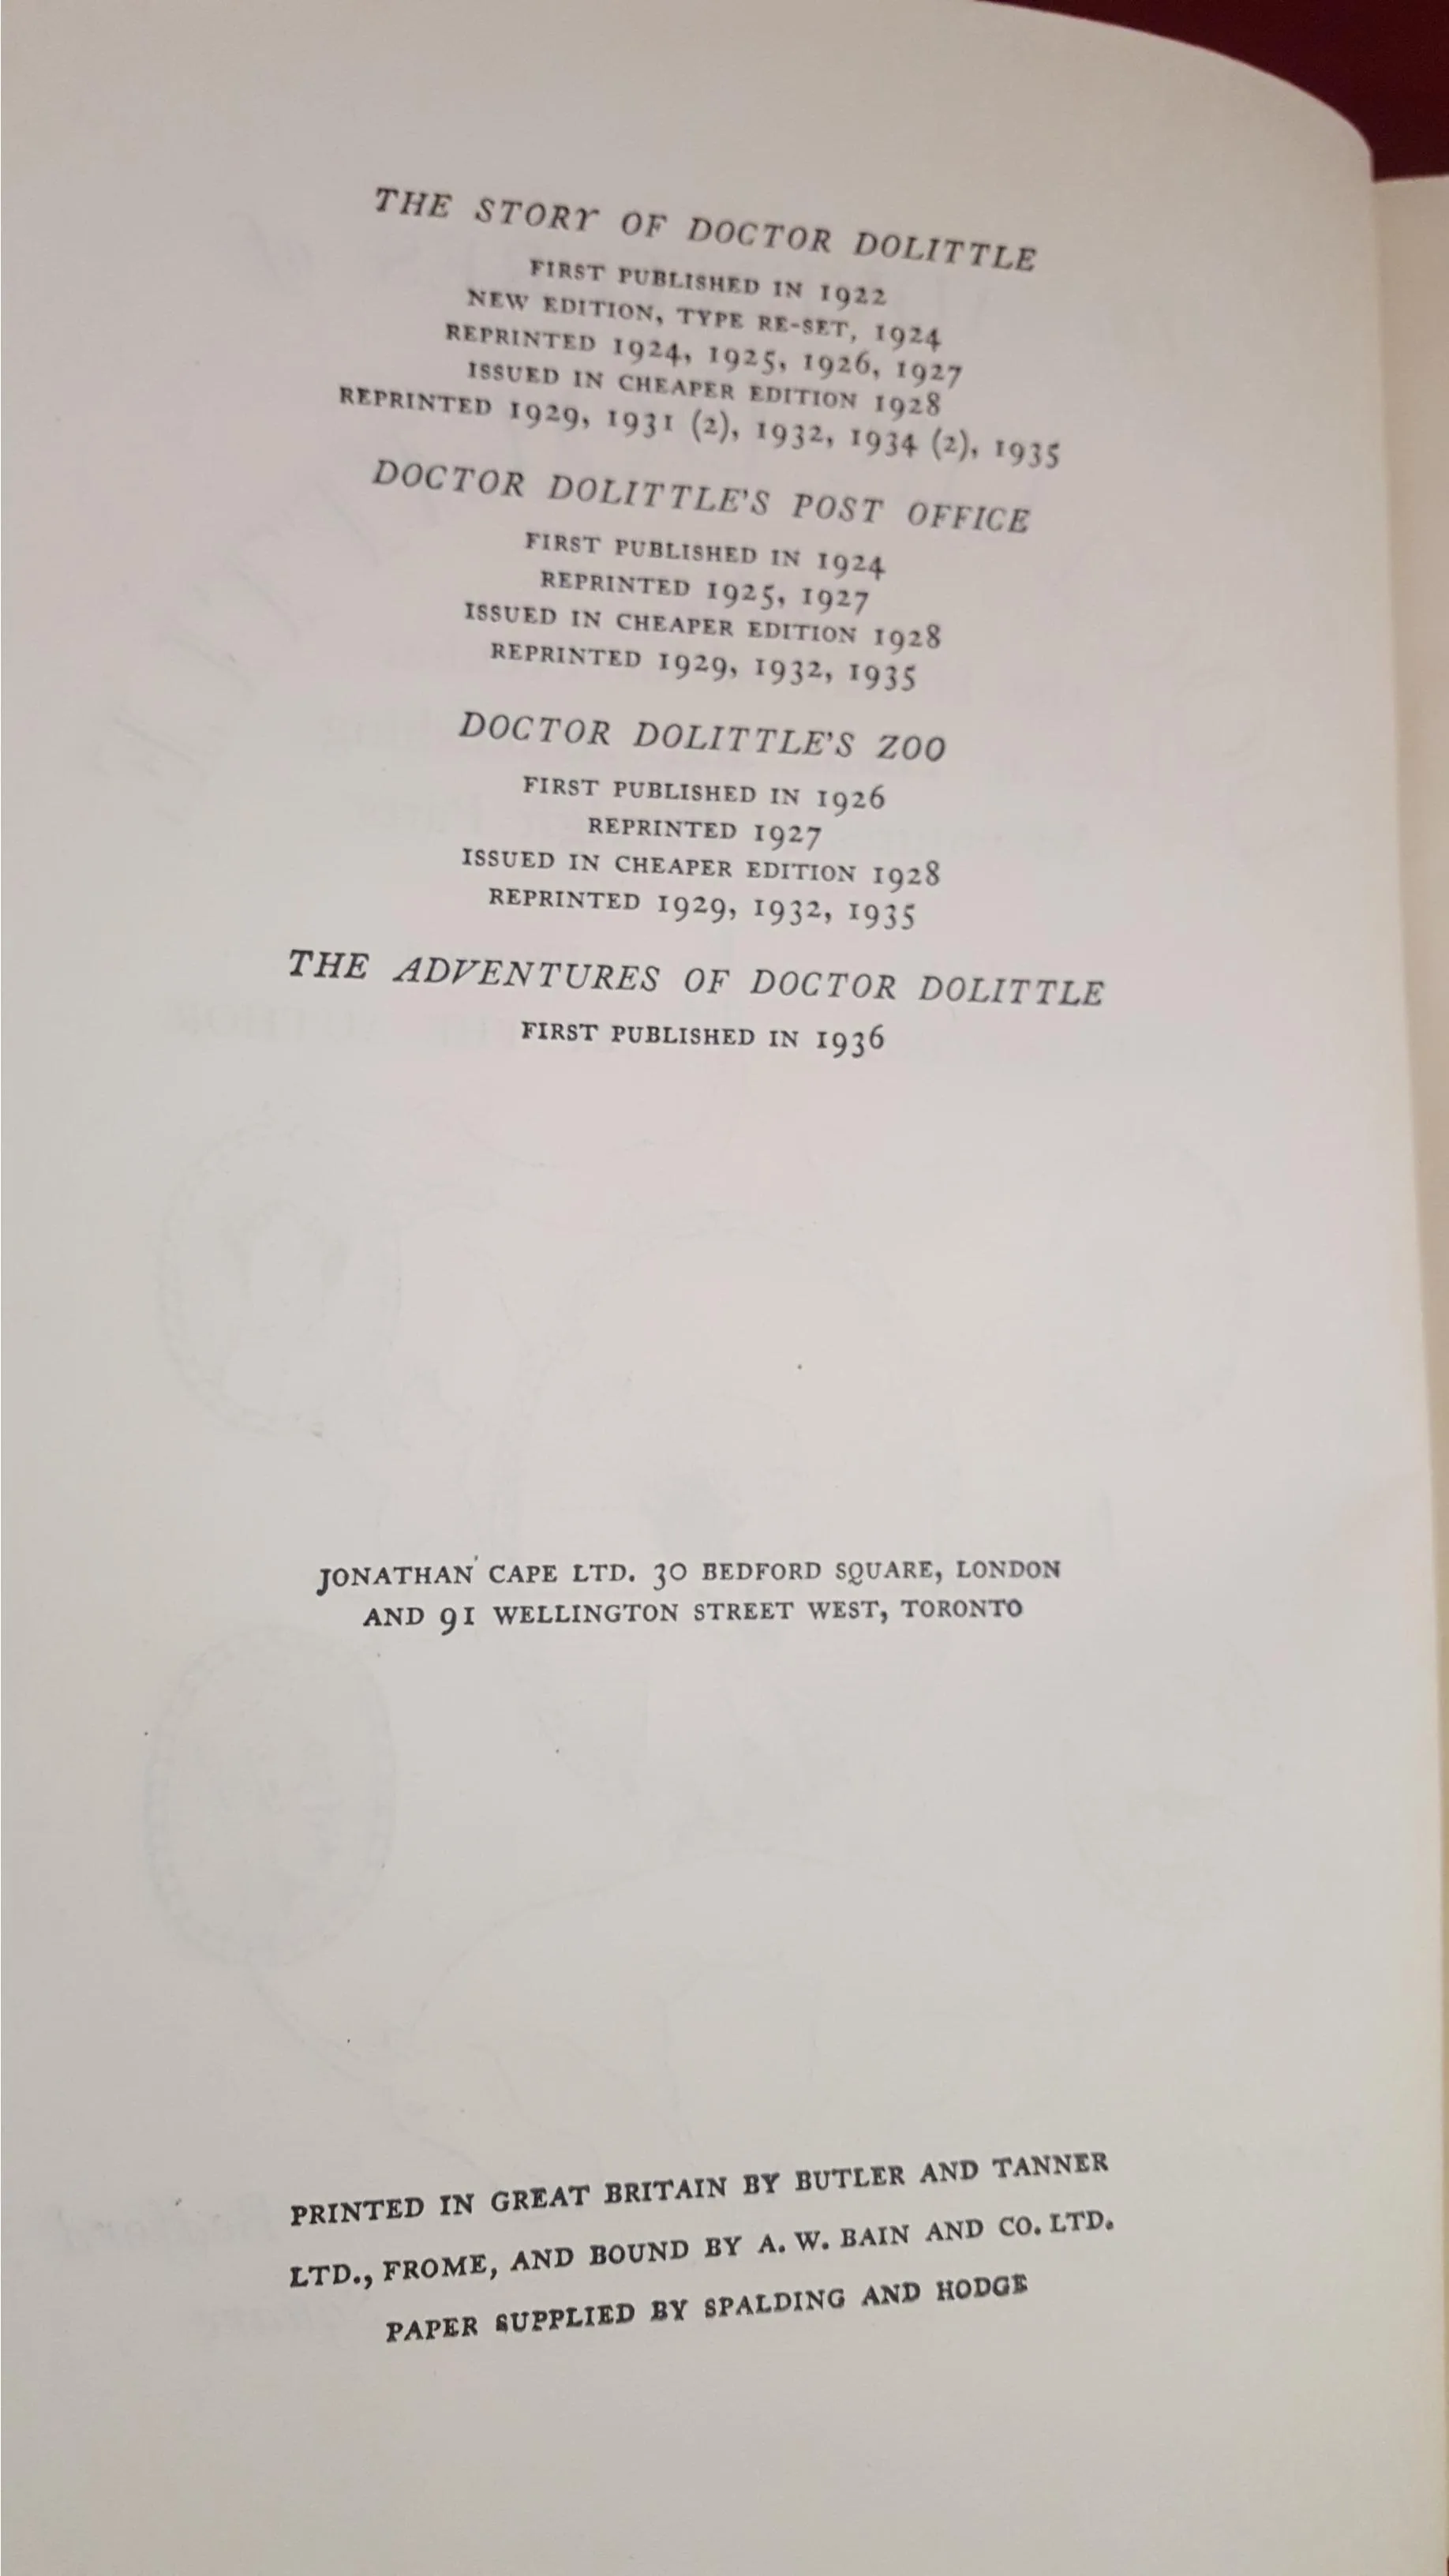 THE STORY OF DOCTOR DOLITTLE
FIRST PUBLISHED IN 1922
NEW EDITION, TYPE RE-SET, 1924
REPRINTED 1924, 1925, 1926, 1927
ISSUED IN CHEAPER EDITION 1928
REPRINTED 1929, 1931 (2), 1932, 1934 (2), 1935
DOCTOR DOLITTLE'S POST OFFICE
FIRST PUBLISHED IN 1924
REPRINTED 1925, 1927
ISSUED IN CHEAPER EDITION 1928
REPRINTED 1929, 1932, 1935
DOCTOR DOLITTLE'S ZOO
FIRST PUBLISHED IN 1926
REPRINTED 1927
ISSUED IN CHEAPER EDITION 1928
REPRINTED 1929, 1932, 1935
THE ADVENTURES OF DOCTOR DOLITTLE
FIRST PUBLISHED IN 1936
JONATHAN CAPE LTD. 30 BEDFORD SQUARE, LONDON
AND 91 WELLINGTON STREET WEST, TORONTO
PRINTED IN GREAT BRITAIN BY BUTLER AND TANNER
LTD., FROME, AND BOUND BY A. W. BAIN AND CO. LTD.
PAPER SUPPLIED BY SPALDING AND HODGE